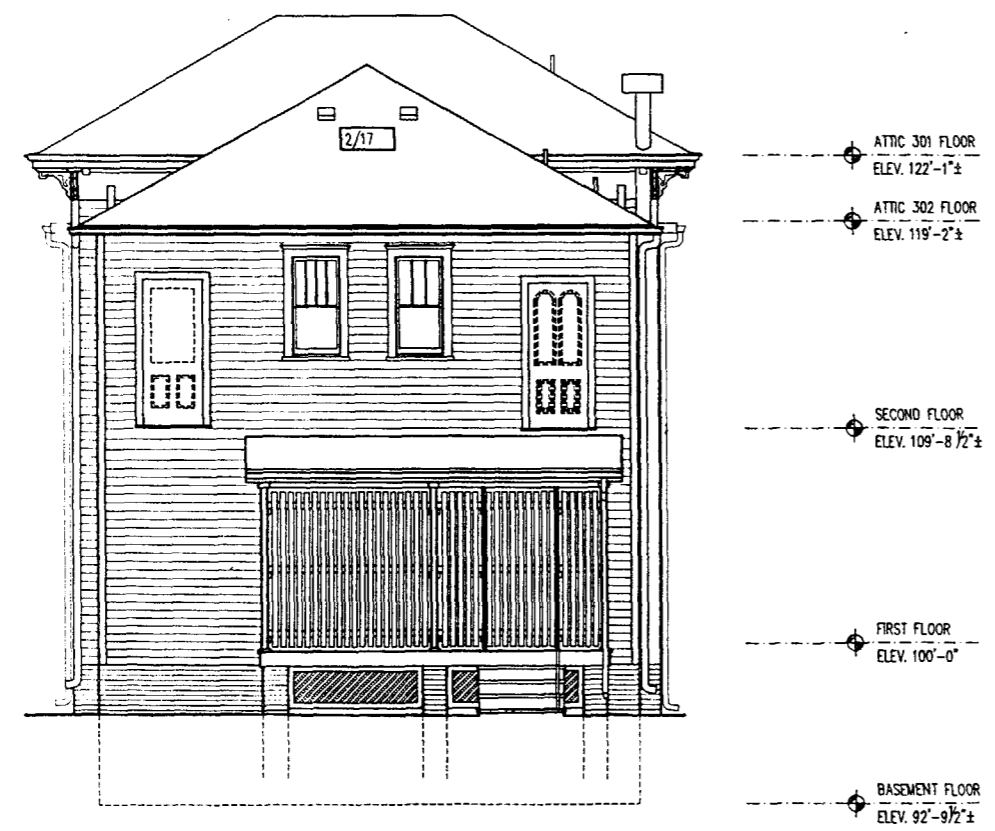 2/17
ATTIC 301 FLOOR
ELEV. 122'-1"±
ATTIC 302 FLOOR
ELEV. 119'-2"±
SECOND FLOOR
ELEV. 109'-8 1/2"±
FIRST FLOOR
ELEV. 100'-0"
BASEMENT FLOOR
ELEV. 92'-9 1/2"±